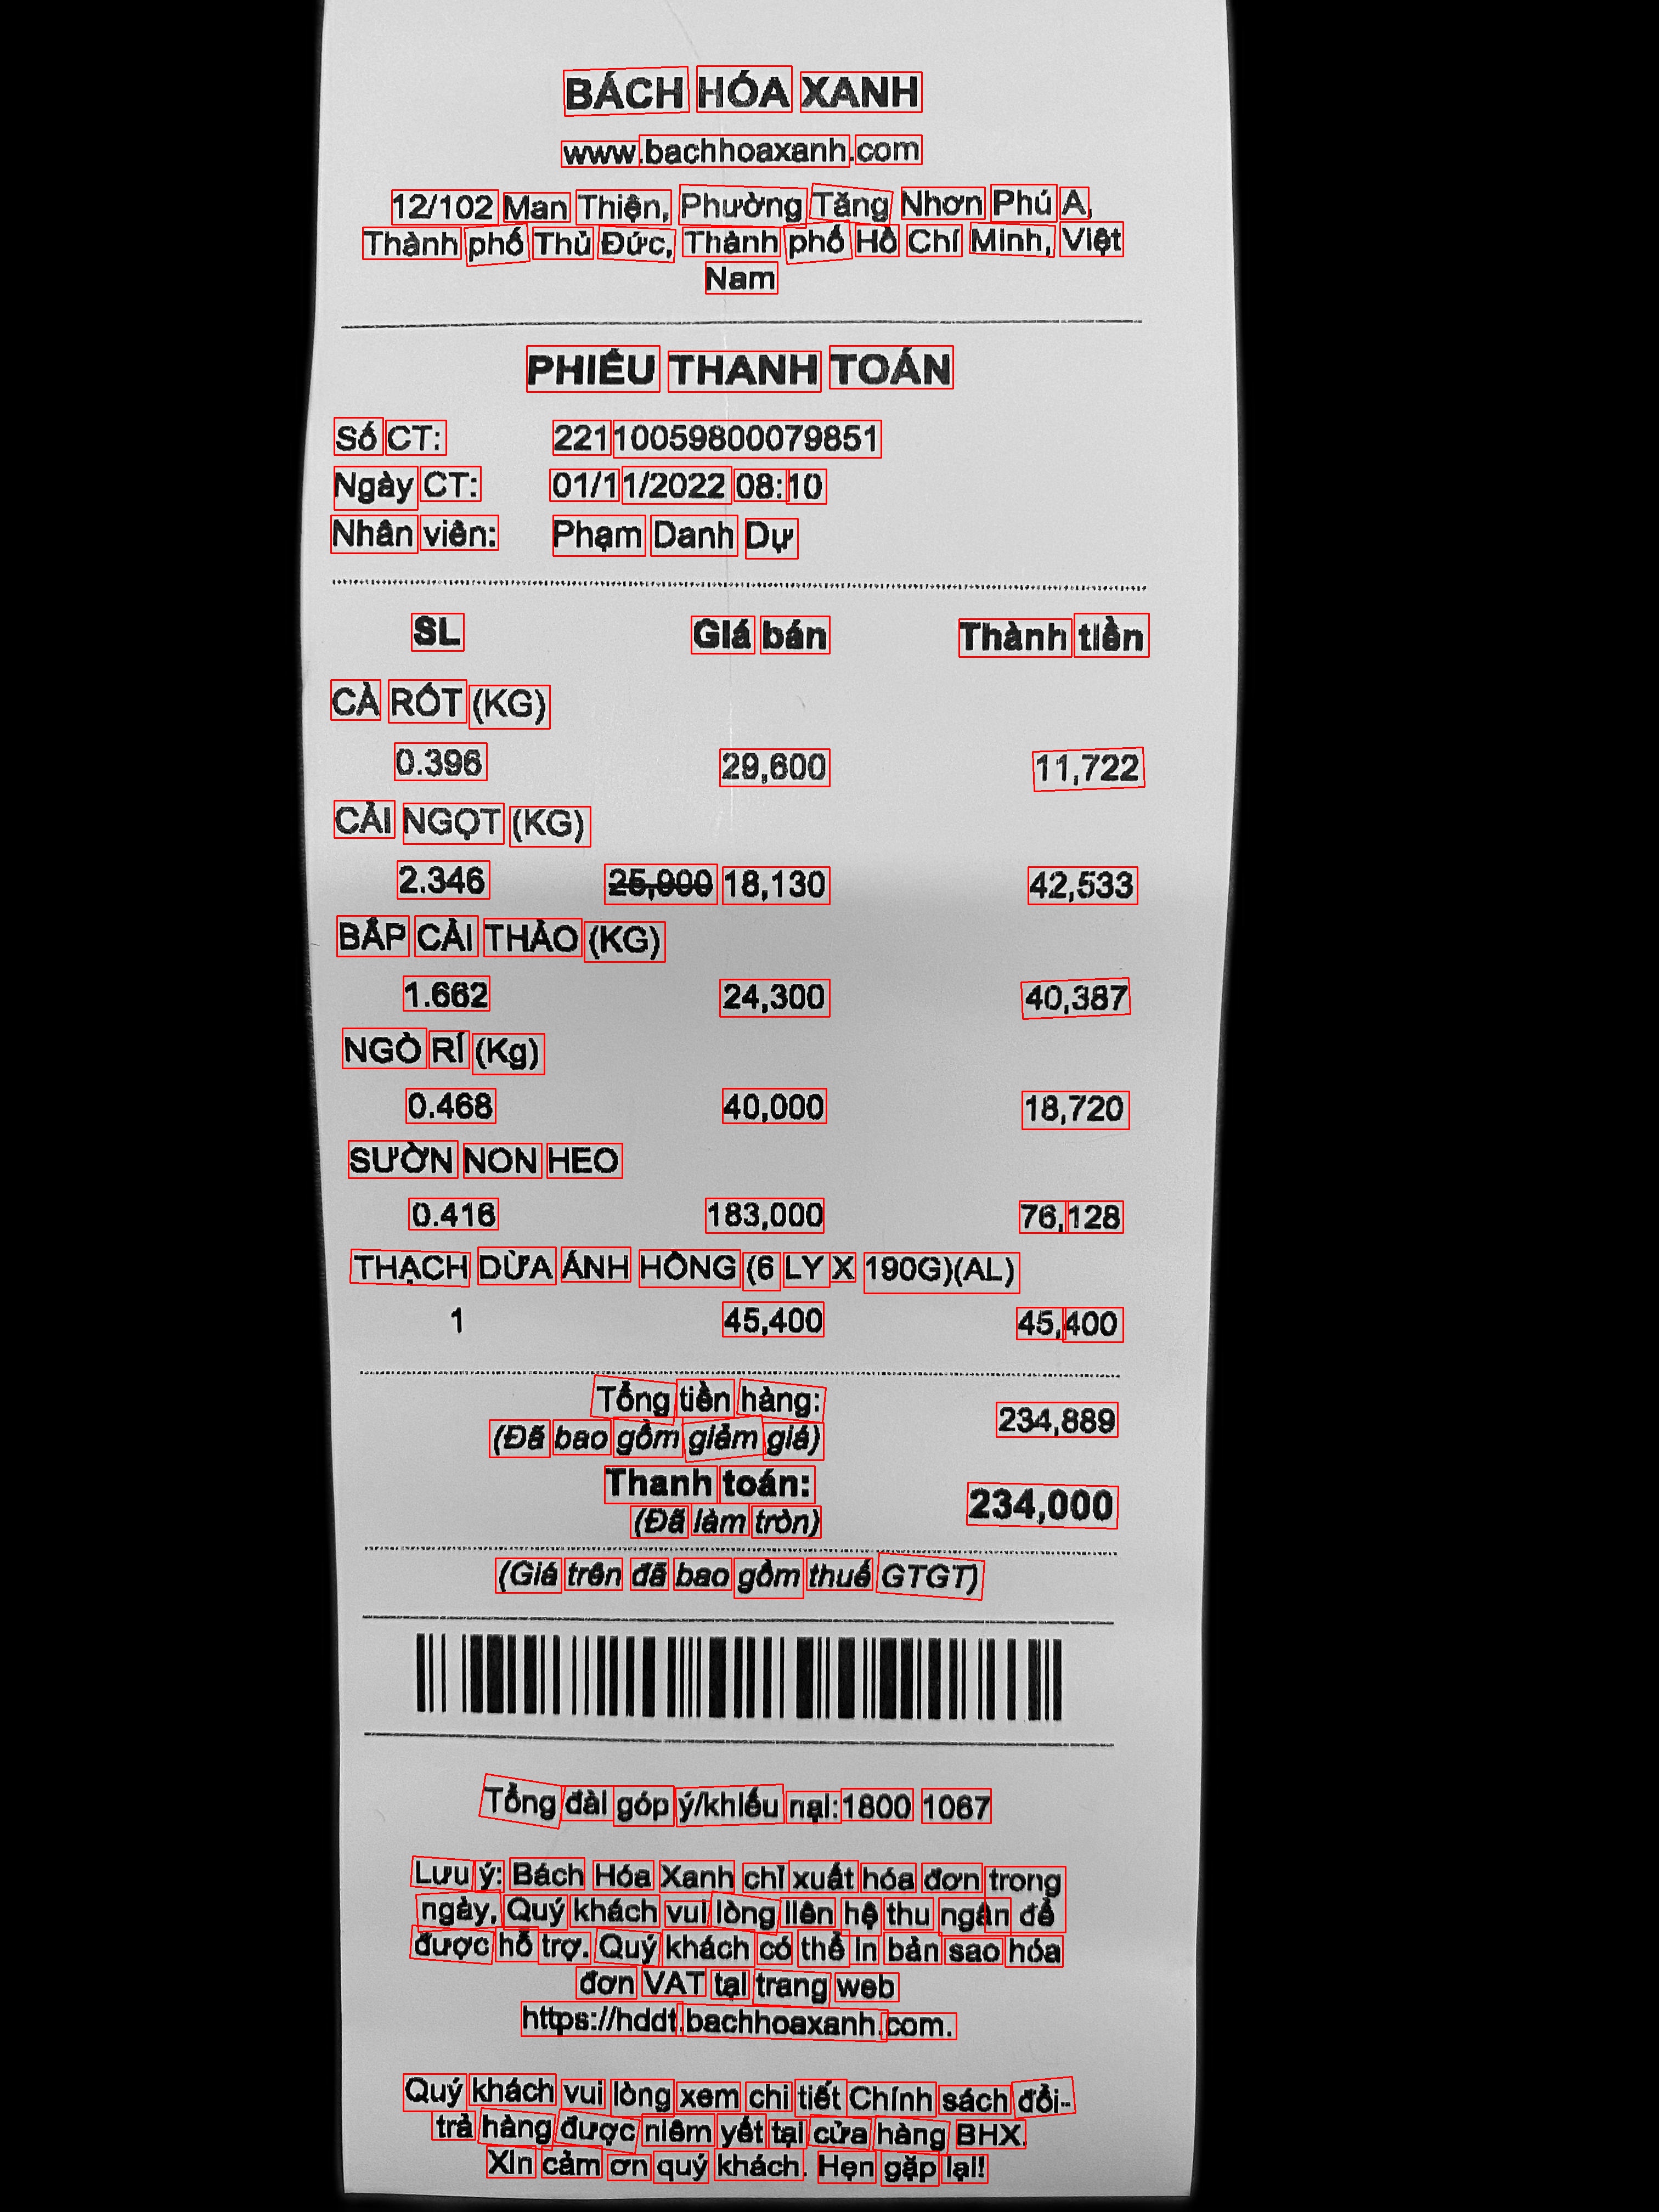 BÁCH HÓA XANH
www.bachhoaxanh.com
12/102 Man Thiện, Phường Tăng Nhơn Phú A,
Thành phố Thủ Đức, Thành phố Hồ Chí Minh, Việt
Nam
PHIẾU THANH TOÁN
Số CT: 22110059800079851
Ngày CT: 01/11/2022 08:10
Nhân viên: Phạm Danh Dự
SL Giá bán Thành tiền
CÀ RỐT (KG)
0.396 29,600 11,722
CẢI NGỌT (KG)
2.346 25,900 18,130 42,533
BẮP CẢI THẢO (KG)
1.662 24,300 40,387
NGÒ RÍ (Kg)
0.468 40,000 18,720
SƯỜN NON HEO
0.416 183,000 76,128
THẠCH DỪA ÁNH HỒNG (6 LY X 190G)(AL)
1 45,400 45,400
Tổng tiền hàng: 234,889
(Đã bao gồm giảm giá)
Thanh toán: 234,000
(Đã làm tròn)
(Giá trên đã bao gồm thuế GTGT)
Tổng đài góp ý/khiếu nại:1800 1067
Lưu ý: Bách Hóa Xanh chỉ xuất hóa đơn trong
ngày, Quý khách vui lòng liên hệ thu ngân để
được hỗ trợ. Quý khách có thể in bản sao hóa
đơn VAT tại trang web
https://hddt.bachhoaxanh.com.
Quý khách vui lòng xem chi tiết Chính sách đổi-
trả hàng được niêm yết tại cửa hàng BHX.
Xin cảm ơn quý khách. Hẹn gặp lại!